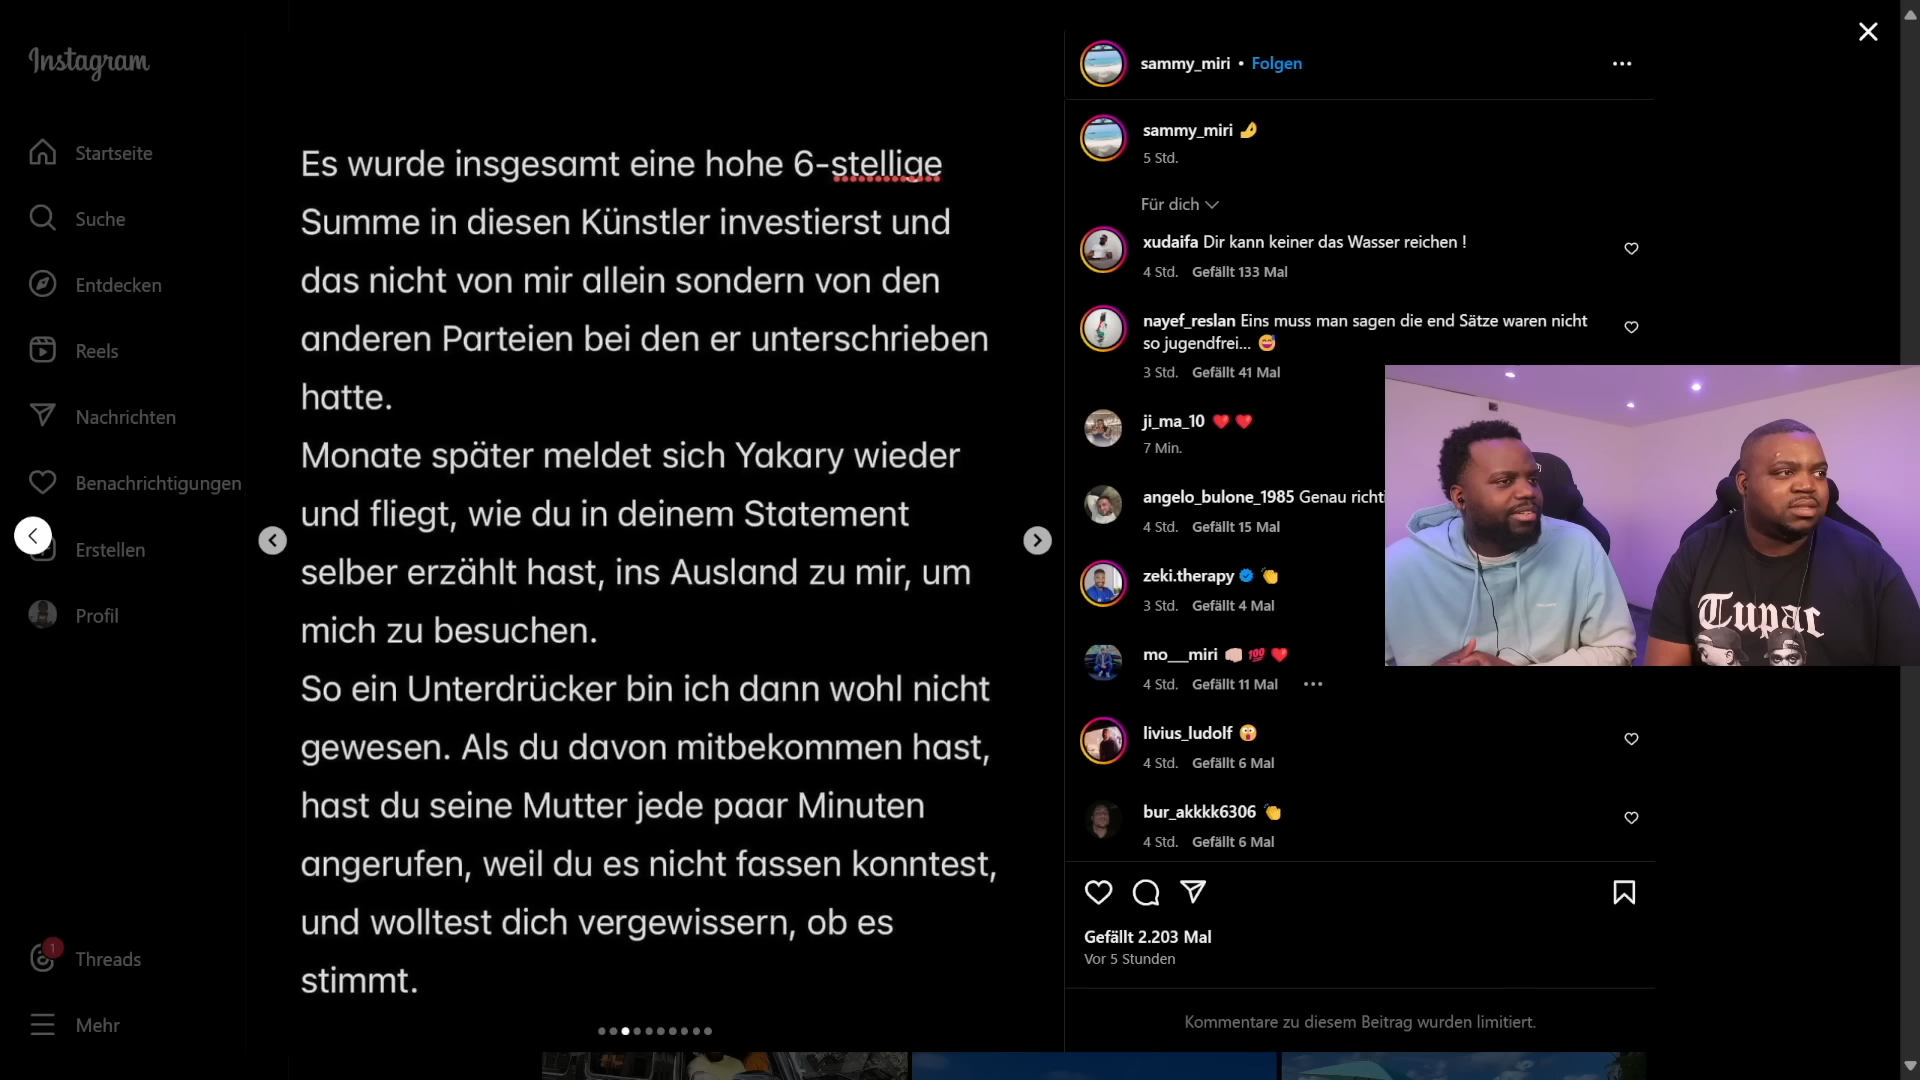 Instagram
Startseite
Suche
Entdecken
Reels
Nachrichten
Benachrichtigungen
Erstellen
Profil
1
Threads
Mehr
Es wurde insgesamt eine hohe 6-stellige
Summe in diesen Künstler investierst und
das nicht von mir allein sondern von den
anderen Parteien bei den er unterschrieben
hatte.
Monate später meldet sich Yakary wieder
und fliegt, wie du in deinem Statement
selber erzählt hast, ins Ausland zu mir, um
mich zu besuchen.
So ein Unterdrücker bin ich dann wohl nicht
gewesen. Als du davon mitbekommen hast,
hast du seine Mutter jede paar Minuten
angerufen, weil du es nicht fassen konntest,
und wolltest dich vergewissern, ob es
stimmt.
sammy_miri • Folgen
sammy_miri 🤌
5 Std.
Für dich
xudaifa Dir kann keiner das Wasser reichen !
4 Std. Gefällt 133 Mal
nayef_reslan Eins muss man sagen die end Sätze waren nicht
so jugendfrei... 😅
3 Std. Gefällt 41 Mal
ji_ma_10 ♥️ ♥️
7 Min.
angelo_bulone_1985 Genau richt
4 Std. Gefällt 15 Mal
zeki.therapy 👏
3 Std. Gefällt 4 Mal
mo___miri 👊🏻 💯 ♥️
4 Std. Gefällt 11 Mal
livius_ludolf 😲
4 Std. Gefällt 6 Mal
bur_akkkk6306 👏
4 Std. Gefällt 6 Mal
Gefällt 2.203 Mal
Vor 5 Stunden
Kommentare zu diesem Beitrag wurden limitiert.
Tupac